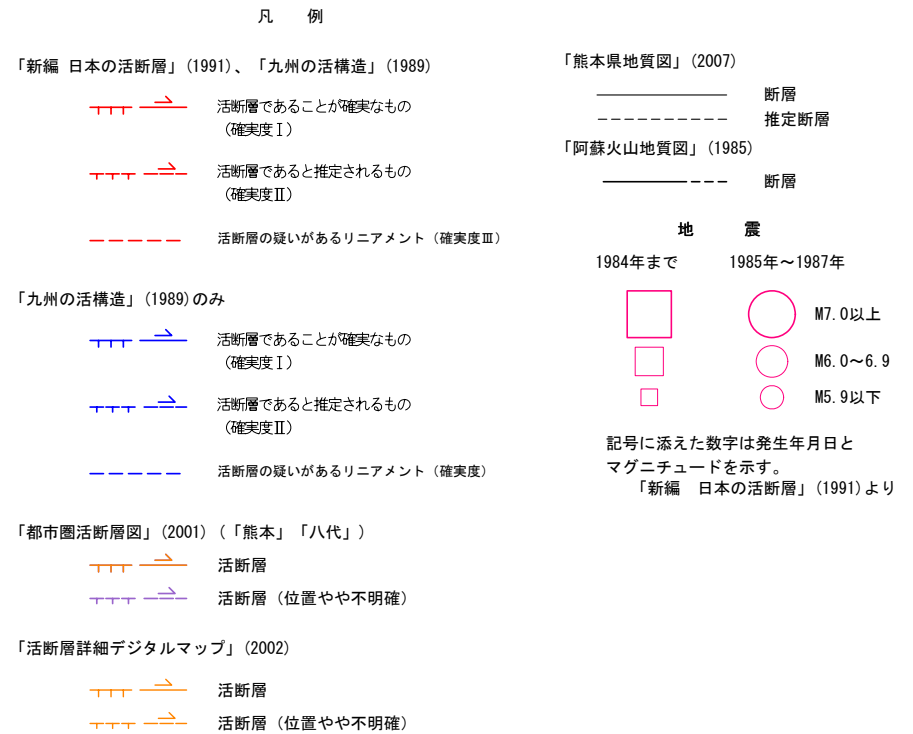 凡　例
「新編 日本の活断層」(1991)、「九州の活構造」(1989)
活断層であることが確実なもの
（確実度Ⅰ）
活断層であると推定されるもの
（確実度Ⅱ）
活断層の疑いがあるリニアメント（確実度Ⅲ）
「九州の活構造」(1989)のみ
活断層であることが確実なもの
（確実度Ⅰ）
活断層であると推定されるもの
（確実度Ⅱ）
活断層の疑いがあるリニアメント（確実度）
「都市圏活断層図」(2001)(「熊本」「八代」)
活断層
活断層（位置やや不明確）
「活断層詳細デジタルマップ」(2002)
活断層
活断層（位置やや不明確）
「熊本県地質図」(2007)
断層
推定断層
「阿蘇火山地質図」(1985)
断層
地　震
1984年まで　1985年～1987年
M7.0以上
M6.0～6.9
M5.9以下
記号に添えた数字は発生年月日と
マグニチュードを示す。
「新編　日本の活断層」(1991)より